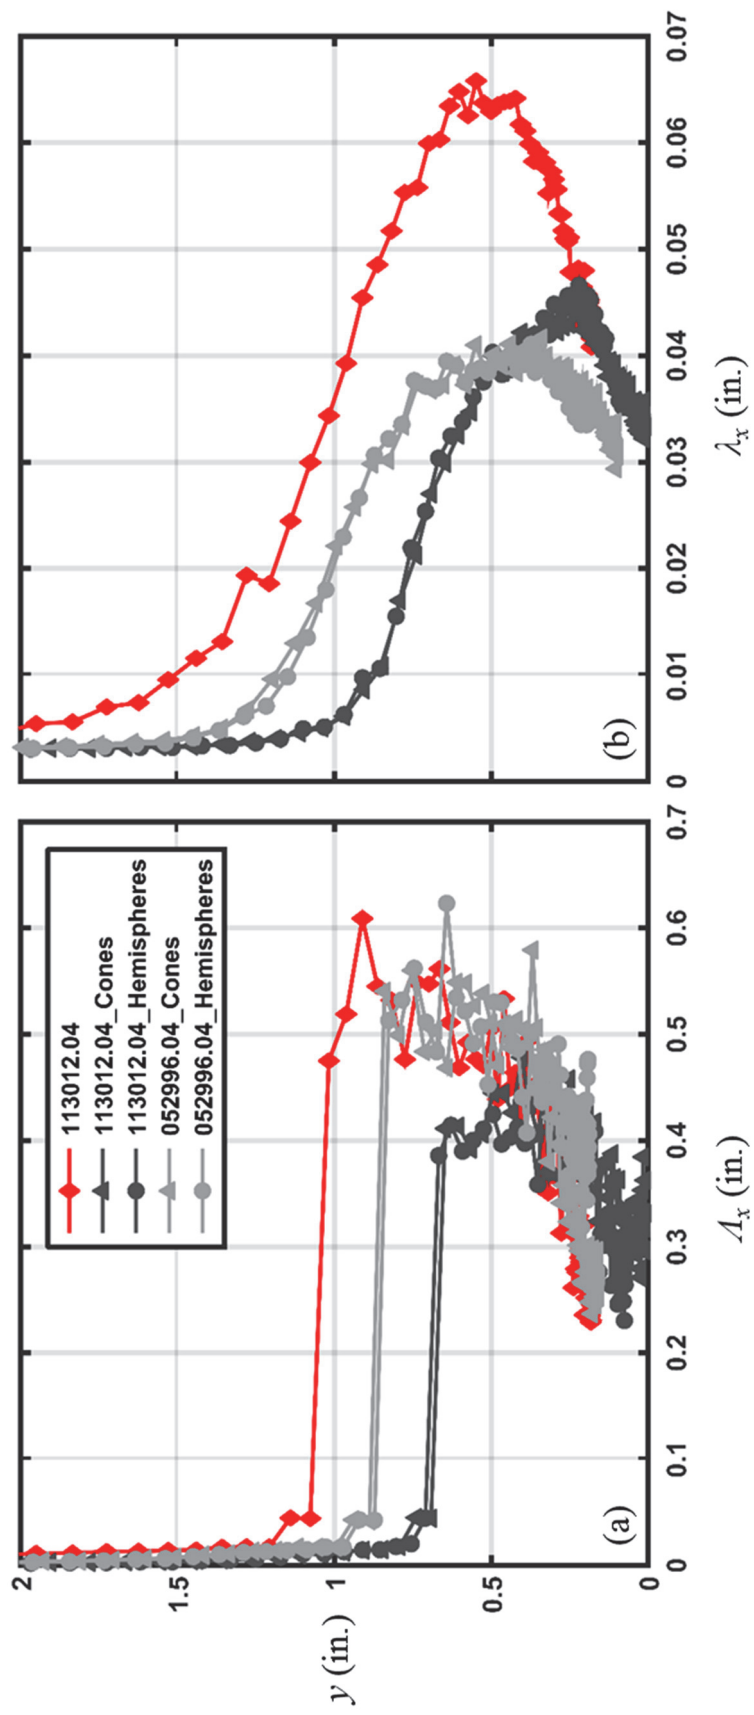 2
1.5
1
0.5
0
y (in.)
0
0.1
0.2
0.3
0.4
0.5
0.6
0.7
Λx (in.)
(a)
113012.04
113012.04_Cones
113012.04_Hemispheres
052996.04_Cones
052996.04_Hemispheres
0
0.01
0.02
0.03
0.04
0.05
0.06
0.07
λx (in.)
(b)